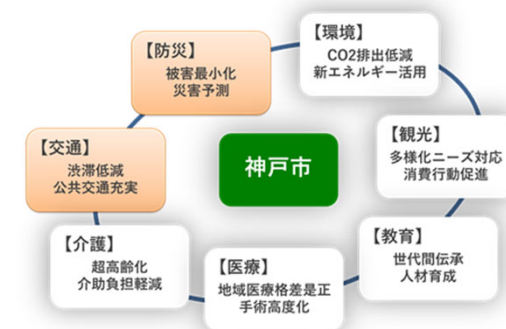 【環境】
CO2排出低減
新エネルギー活用
【防災】
被害最小化
災害予測
【観光】
多様化ニーズ対応
消費行動促進
【交通】
渋滞低減
公共交通充実
神戸市
【教育】
世代間伝承
人材育成
【介護】
超高齢化
介助負担軽減
【医療】
地域医療格差是正
手術高度化